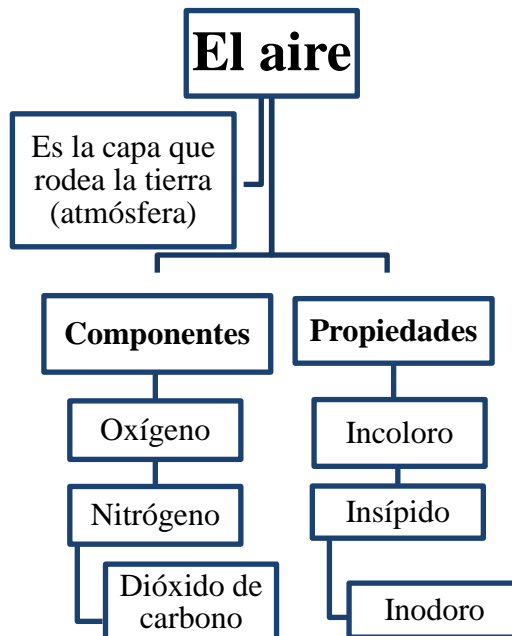 El aire
Es la capa que
rodea la tierra
(atmósfera)
Componentes
Oxígeno
Nitrógeno
Dióxido de
carbono
Propiedades
Incoloro
Insípido
Inodoro